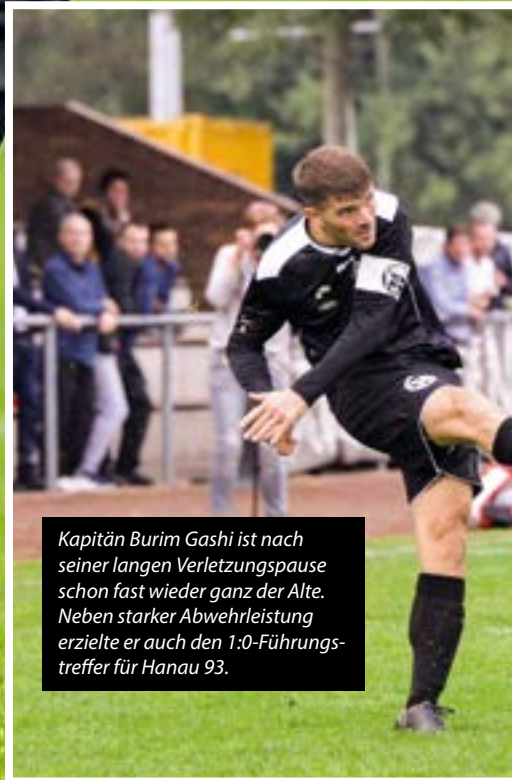 Kapitän Burim Gashi ist nach
seiner langen Verletzungspause
schon fast wieder ganz der Alte.
Neben starker Abwehrleistung
erzielte er auch den 1:0-Führungs-
treffer für Hanau 93.